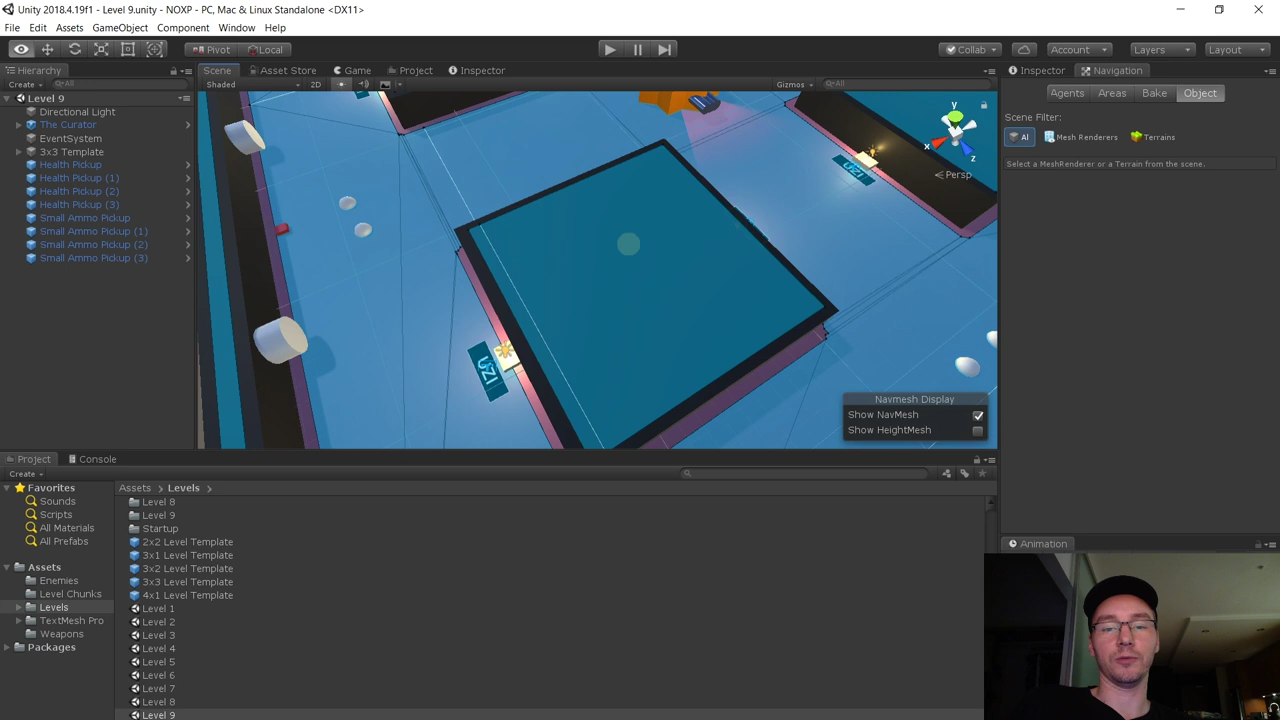 Unity 2018.4.19f1 - Level 9.unity - NOXP - PC, Mac & Linux Standalone <DX11>
File Edit Assets GameObject Component Window Help
Pivot Local Collab Account Layers Layout
Hierarchy
Create All
Level 9
Directional Light
The Curator
EventSystem
3x3 Template
Health Pickup
Health Pickup (1)
Health Pickup (2)
Health Pickup (3)
Small Ammo Pickup
Small Ammo Pickup (1)
Small Ammo Pickup (2)
Small Ammo Pickup (3)
Scene Asset Store Game Project Inspector
Shaded 2D Gizmos All
UZI
UZI
y
x
z
Persp
Navmesh Display
Show NavMesh
Show HeightMesh
Inspector Navigation
Agents Areas Bake Object
Scene Filter:
All Mesh Renderers Terrains
Select a MeshRenderer or a Terrain from the scene.
Animation
Project Console
Create
Favorites
Sounds
Scripts
All Materials
All Prefabs
Assets
Enemies
Level Chunks
Levels
TextMesh Pro
Weapons
Packages
Assets Levels
Level 8
Level 9
Startup
2x2 Level Template
3x1 Level Template
3x2 Level Template
3x3 Level Template
4x1 Level Template
Level 1
Level 2
Level 3
Level 4
Level 5
Level 6
Level 7
Level 8
Level 9